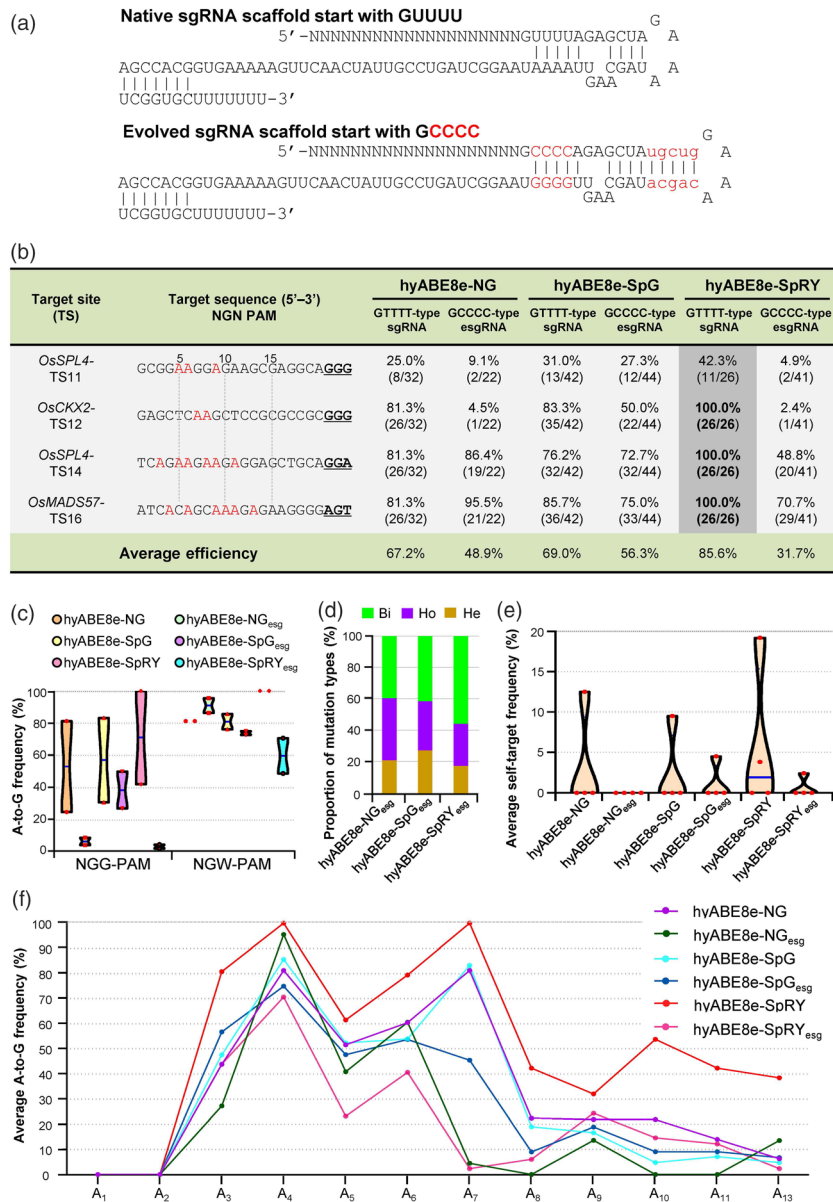 (a)
Native sgRNA scaffold start with GUUUU
5′-NNNNNNNNNNNNNNNNNNNNGUUUUAGAGCUA
G
A
A
A
AGCCACGGUGAAAAAGUUCAACUAUUGCCUGAUCGGAAUAAAAUU CGAU
GAA
UCGGUGCUUUUUUU-3′
Evolved sgRNA scaffold start with GCCCC
5′-NNNNNNNNNNNNNNNNNNNNGCCCCAGAGCUAugcug
G
A
A
A
AGCCACGGUGAAAAAGUUCAACUAUUGCCUGAUCGGAAUGGGGUU CGAUacgac
GAA
UCGGUGCUUUUUUU-3′
(b)
Target site (TS) Target sequence (5′–3′) NGN PAM hyABE8e-NG hyABE8e-SpG hyABE8e-SpRY
GTTTT-type sgRNA GCCCC-type esgRNA GTTTT-type sgRNA GCCCC-type esgRNA GTTTT-type sgRNA GCCCC-type esgRNA
5 10 15
OsSPL4-TS11 GCGGAAGGAGAAGCGAGGCAGGG 25.0% (8/32) 9.1% (2/22) 31.0% (13/42) 27.3% (12/44) 42.3% (11/26) 4.9% (2/41)
OsCKX2-TS12 GAGCTCAAGCTCCGCGCCGCGGG 81.3% (26/32) 4.5% (1/22) 83.3% (35/42) 50.0% (22/44) 100.0% (26/26) 2.4% (1/41)
OsSPL4-TS14 TCAGAAGAAGAGGAGCTGCAGGA 81.3% (26/32) 86.4% (19/22) 76.2% (32/42) 72.7% (32/44) 100.0% (26/26) 48.8% (20/41)
OsMADS57-TS16 ATCACAGCAAAGAGAAGGGGAGT 81.3% (26/32) 95.5% (21/22) 85.7% (36/42) 75.0% (33/44) 100.0% (26/26) 70.7% (29/41)
Average efficiency 67.2% 48.9% 69.0% 56.3% 85.6% 31.7%
(c)
hyABE8e-NG hyABE8e-NGesg
hyABE8e-SpG hyABE8e-SpGesg
hyABE8e-SpRY hyABE8e-SpRYesg
A-to-G frequency (%)
100
80
60
40
20
0
NGG-PAM NGW-PAM
(d)
Bi Ho He
Proportion of mutation types (%)
100
80
60
40
20
0
hyABE8e-NGesg
hyABE8e-SpGesg
hyABE8e-SpRYesg
(e)
Average self-target frequency (%)
20
15
10
5
0
hyABE8e-NG
hyABE8e-NGesg
hyABE8e-SpG
hyABE8e-SpGesg
hyABE8e-SpRY
hyABE8e-SpRYesg
(f)
Average A-to-G frequency (%)
100
90
80
70
60
50
40
30
20
10
0
A1 A2 A3 A4 A5 A6 A7 A8 A9 A10 A11 A13
hyABE8e-NG
hyABE8e-NGesg
hyABE8e-SpG
hyABE8e-SpGesg
hyABE8e-SpRY
hyABE8e-SpRYesg